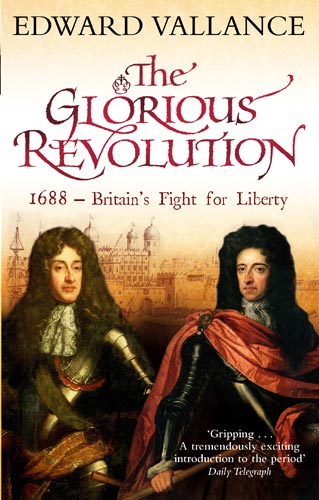 EDWARD VALLANCE
The
GLORIOUS
REVOLUTION
1688 – Britain's Fight for Liberty
'Gripping . . .
A tremendously exciting
introduction to the period'
Daily Telegraph